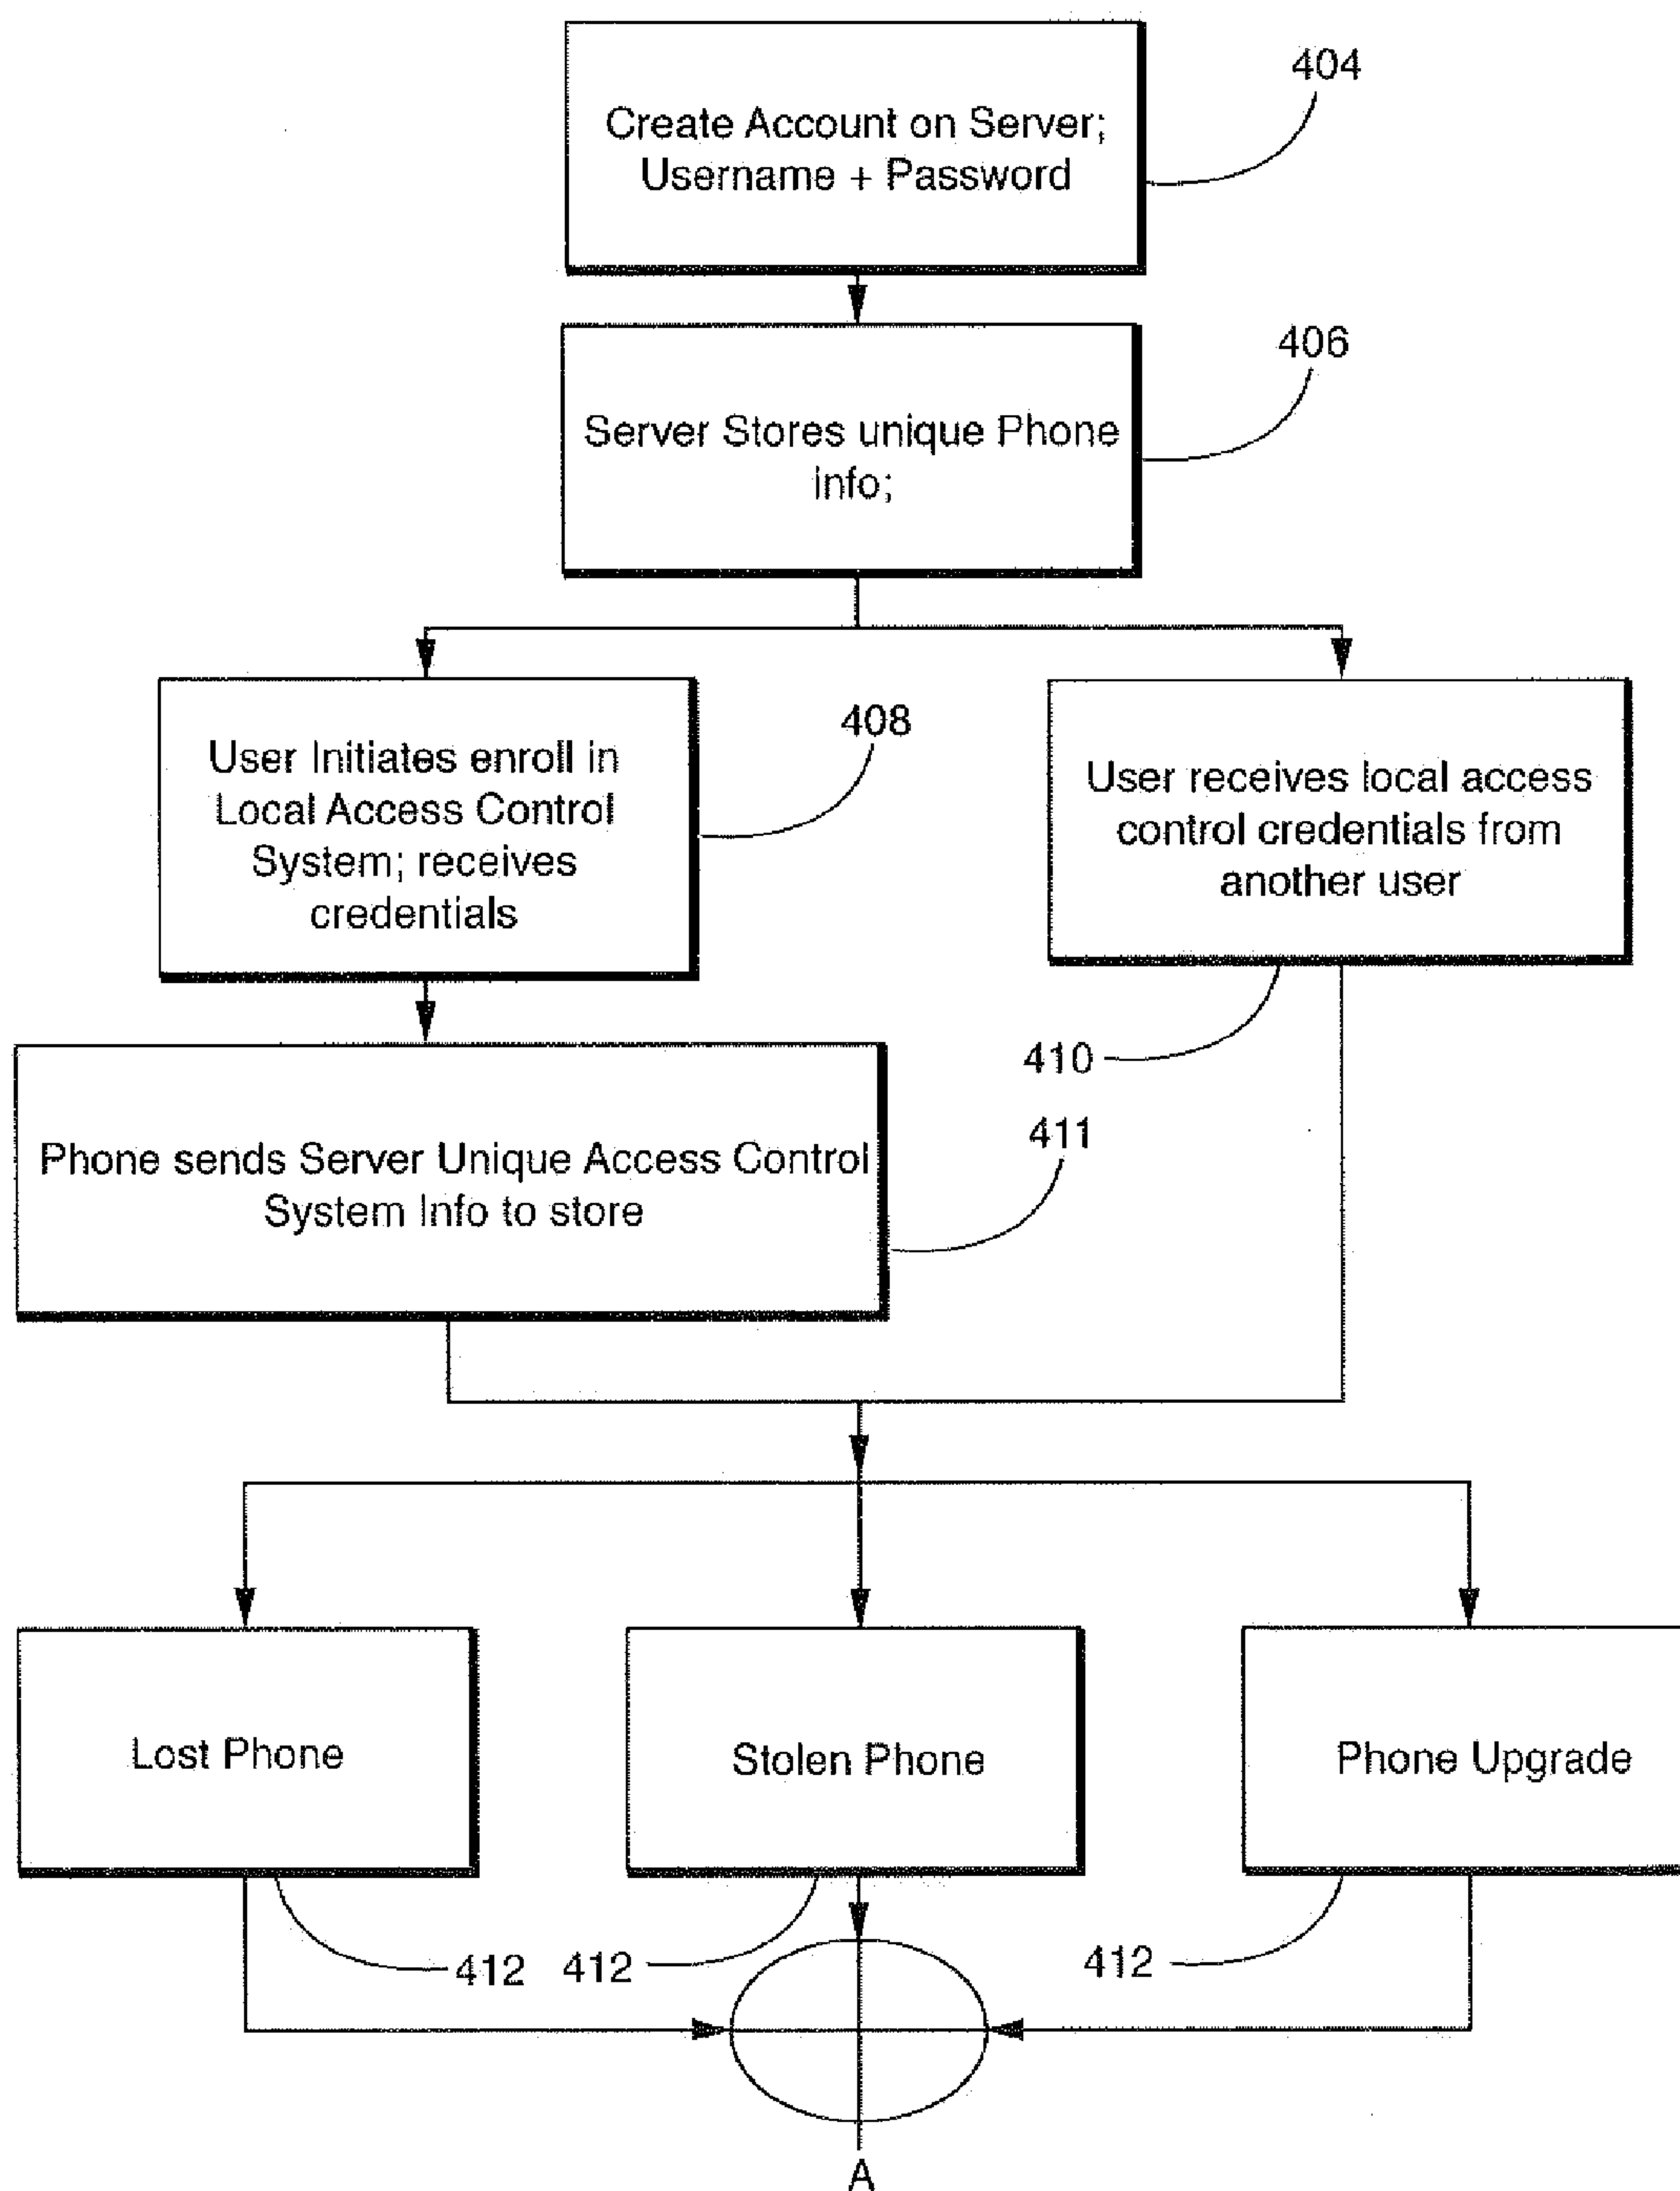 404
Create Account on Server;
Username + Password
406
Server Stores unique Phone
info;
408
User Initiates enroll in
Local Access Control
System; receives
credentials
User receives local access
control credentials from
another user
410
411
Phone sends Server Unique Access Control
System Info to store
Lost Phone
Stolen Phone
Phone Upgrade
412
412
412
A